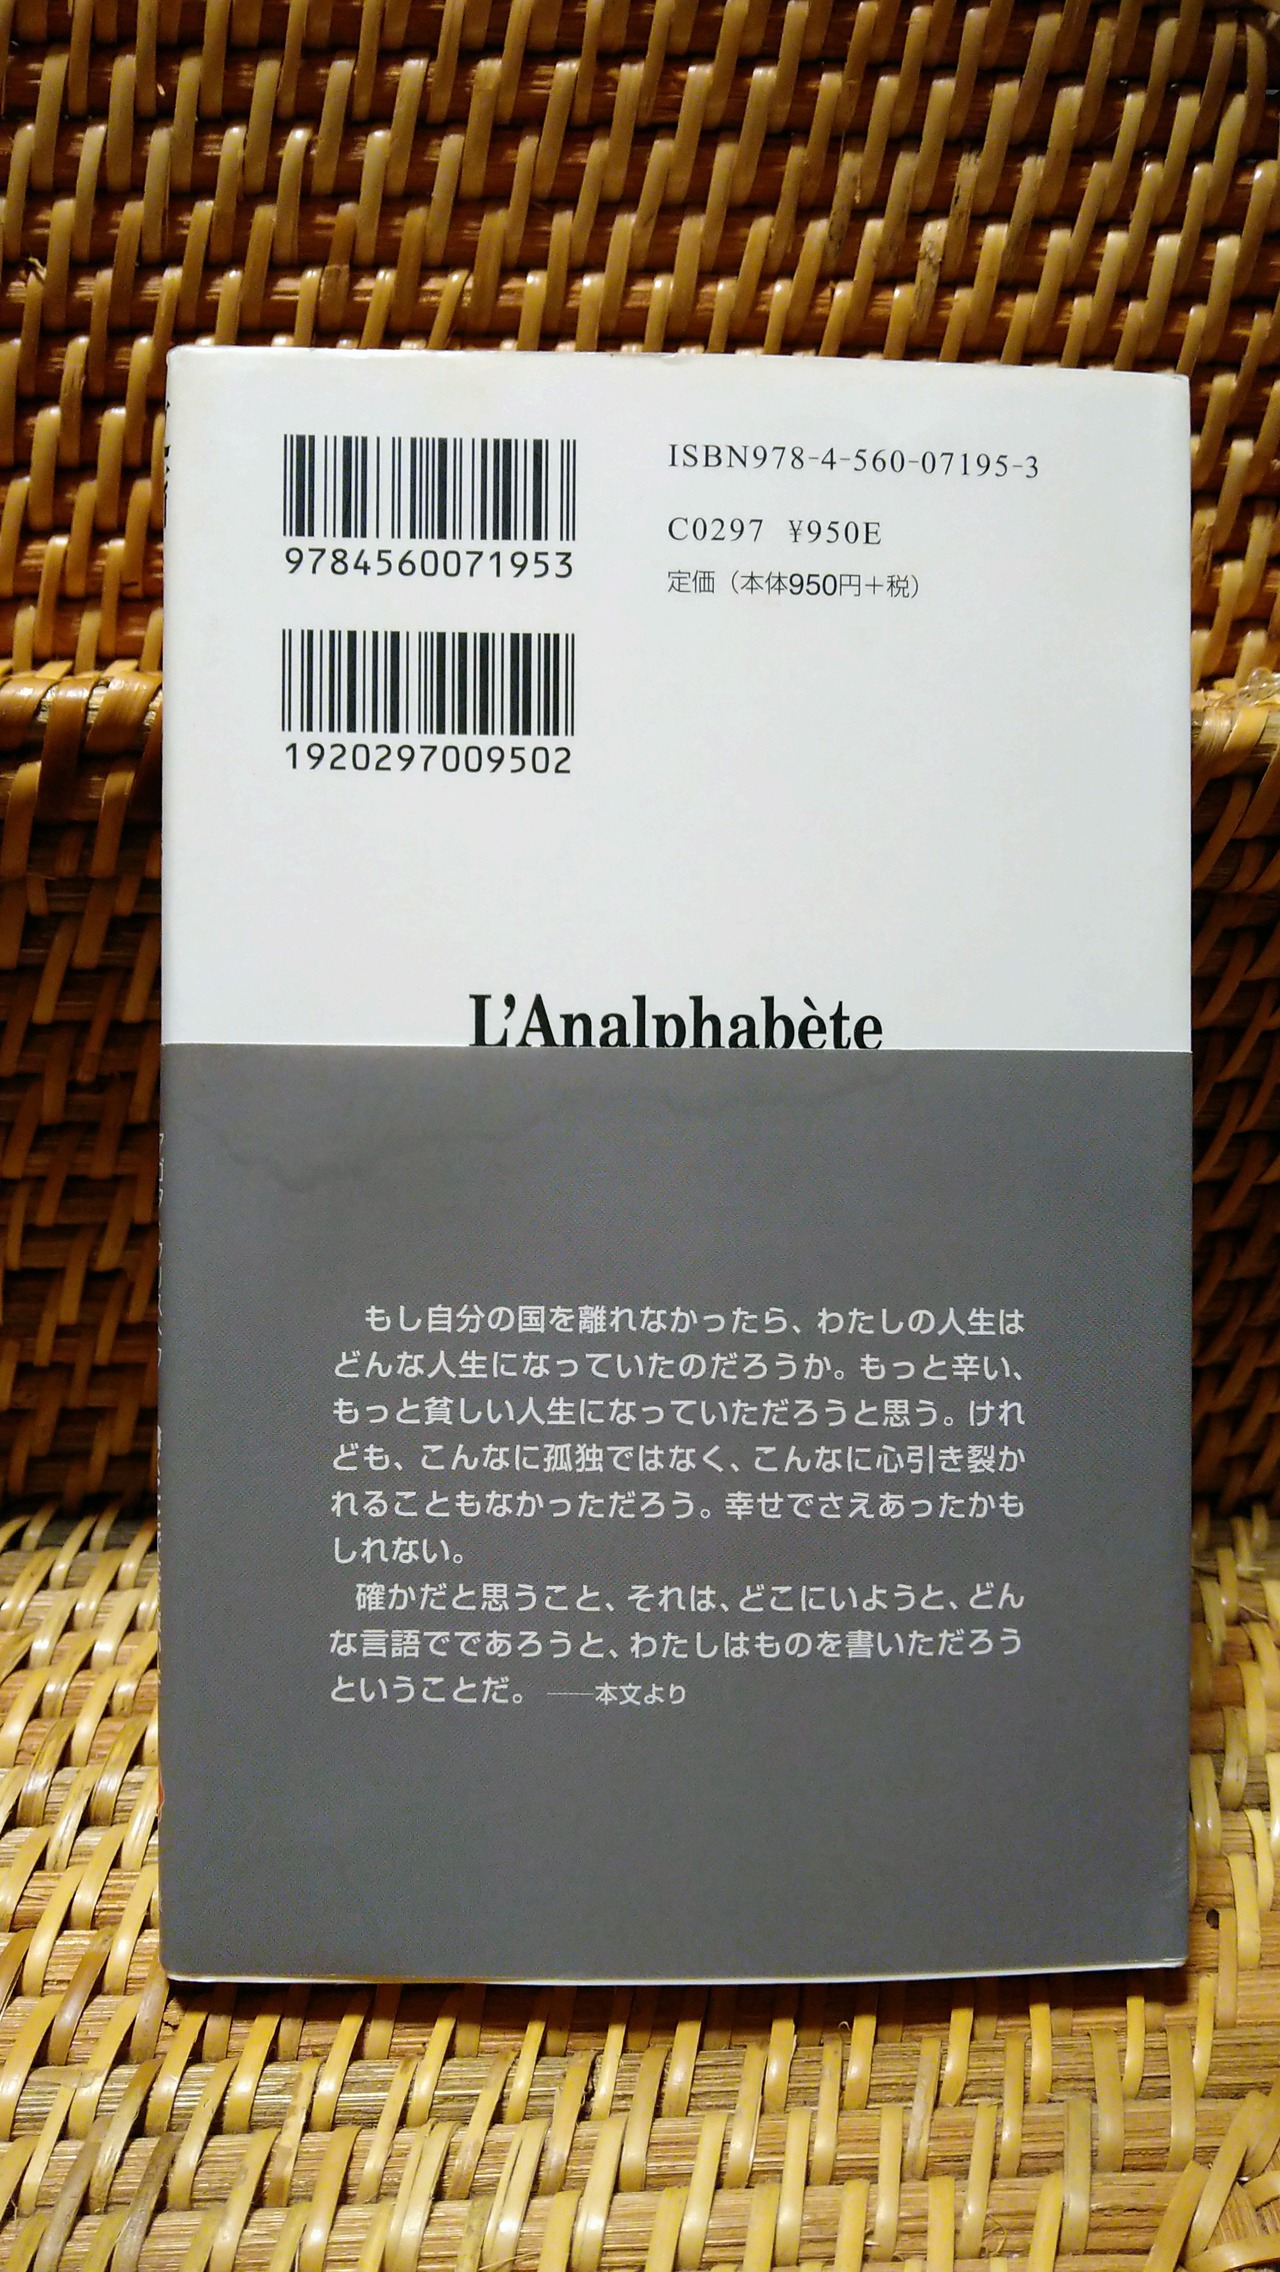 ISBN978-4-560-07195-3
C0297 ¥950E
定価（本体950円＋税）
9784560071953
1920297009502
L'Analphabète
もし自分の国を離れなかったら、わたしの人生は
どんな人生になっていたのだろうか。もっと辛い、
もっと貧しい人生になっていただろうと思う。けれ
ども、こんなに孤独ではなく、こんなに心引き裂か
れることもなかっただろう。幸せでさえあったかも
しれない。
確かだと思うこと、それは、どこにいようと、どん
な言語でであろうと、わたしはものを書いただろう
ということだ。――本文より